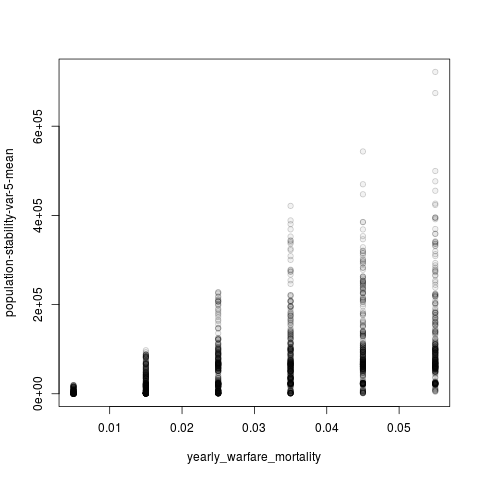 population-stability-var-5-mean
6e+05
4e+05
2e+05
0e+00
0.01 0.02 0.03 0.04 0.05
yearly_warfare_mortality